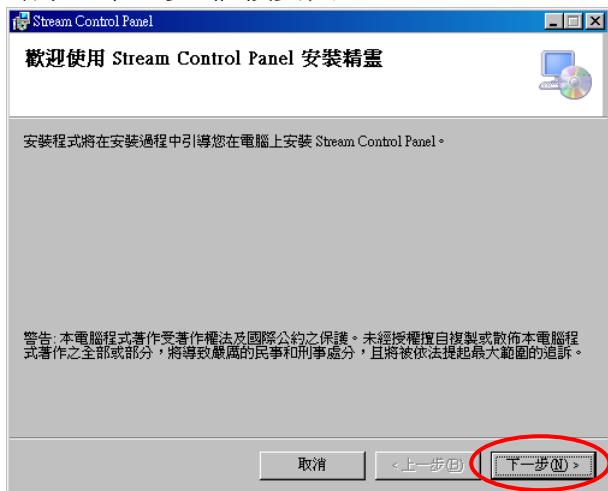 Stream Control Panel
歡迎使用 Stream Control Panel 安裝精靈
安裝程式將在安裝過程中引導您在電腦上安裝 Stream Control Panel。
警告: 本電腦程式著作受著作權法及國際公約之保護。未經授權擅自複製或散佈本電腦程
式著作之全部或部分，將導致嚴厲的民事和刑事處分，且將被依法提起最大範圍的追訴。
取消
<上一步(B)
下一步(N) >